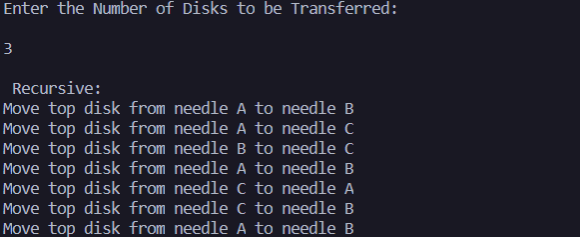 Enter the Number of Disks to be Transferred:
3
Recursive:
Move top disk from needle A to needle B
Move top disk from needle A to needle C
Move top disk from needle B to needle C
Move top disk from needle A to needle B
Move top disk from needle C to needle A
Move top disk from needle C to needle B
Move top disk from needle A to needle B